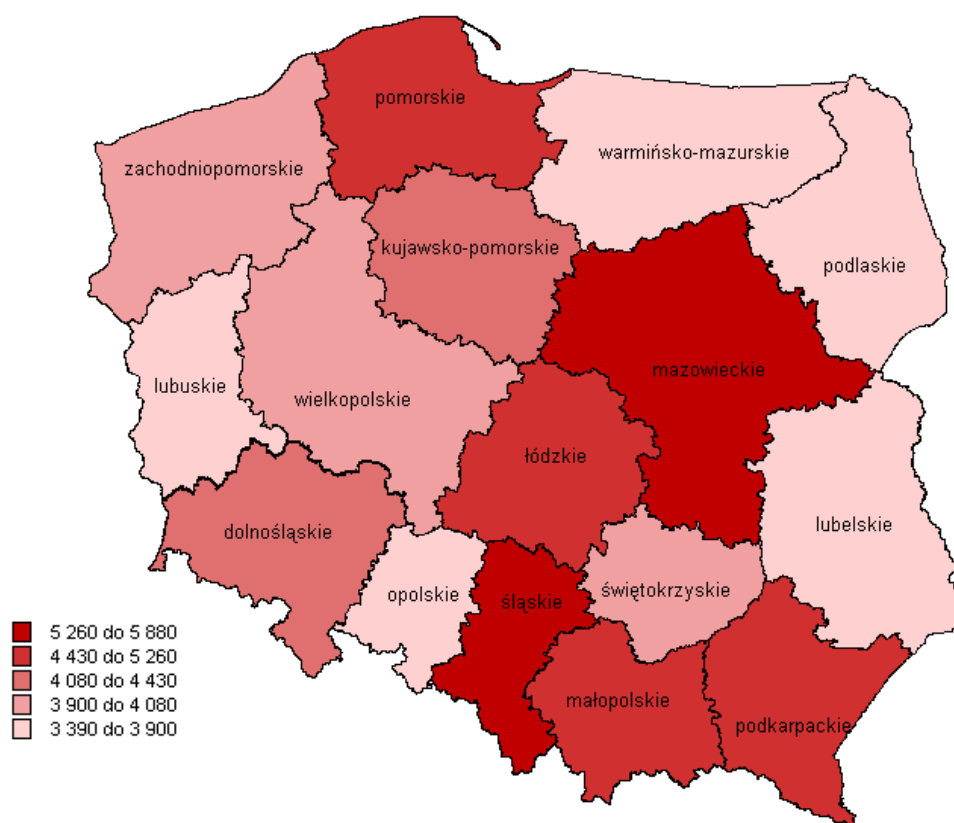 pomorskie
warmińsko-mazurskie
zachodniopomorskie
kujawsko-pomorskie
podlaskie
mazowieckie
lubuskie
wielkopolskie
łódzkie
lubelskie
dolnośląskie
opolskie
śląskie
świętokrzyskie
małopolskie
podkarpackie
5 260 do 5 880
4 430 do 5 260
4 080 do 4 430
3 900 do 4 080
3 390 do 3 900